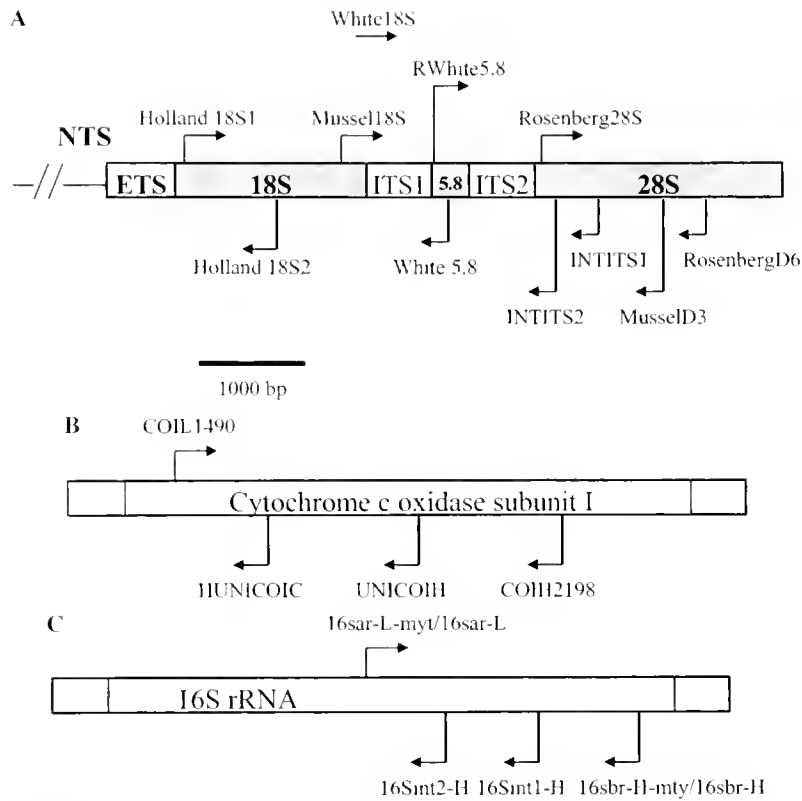 A
White18S
RWhite5.8
Holland 18S1
Mussel18S
Rosenberg28S
NTS
ETS
18S
ITS1
5.8
ITS2
28S
Holland 18S2
White 5.8
INTITS1
RosenbergD6
INTITS2
MusselD3
1000 bp
B
COIL1490
Cytochrome c oxidase subunit I
HUNICOIC
UNICOIH
COIH2198
C
16sar-L-myt/16sar-L
16S rRNA
16Sint2-H
16Sint1-H
16sbr-H-mty/16sbr-H